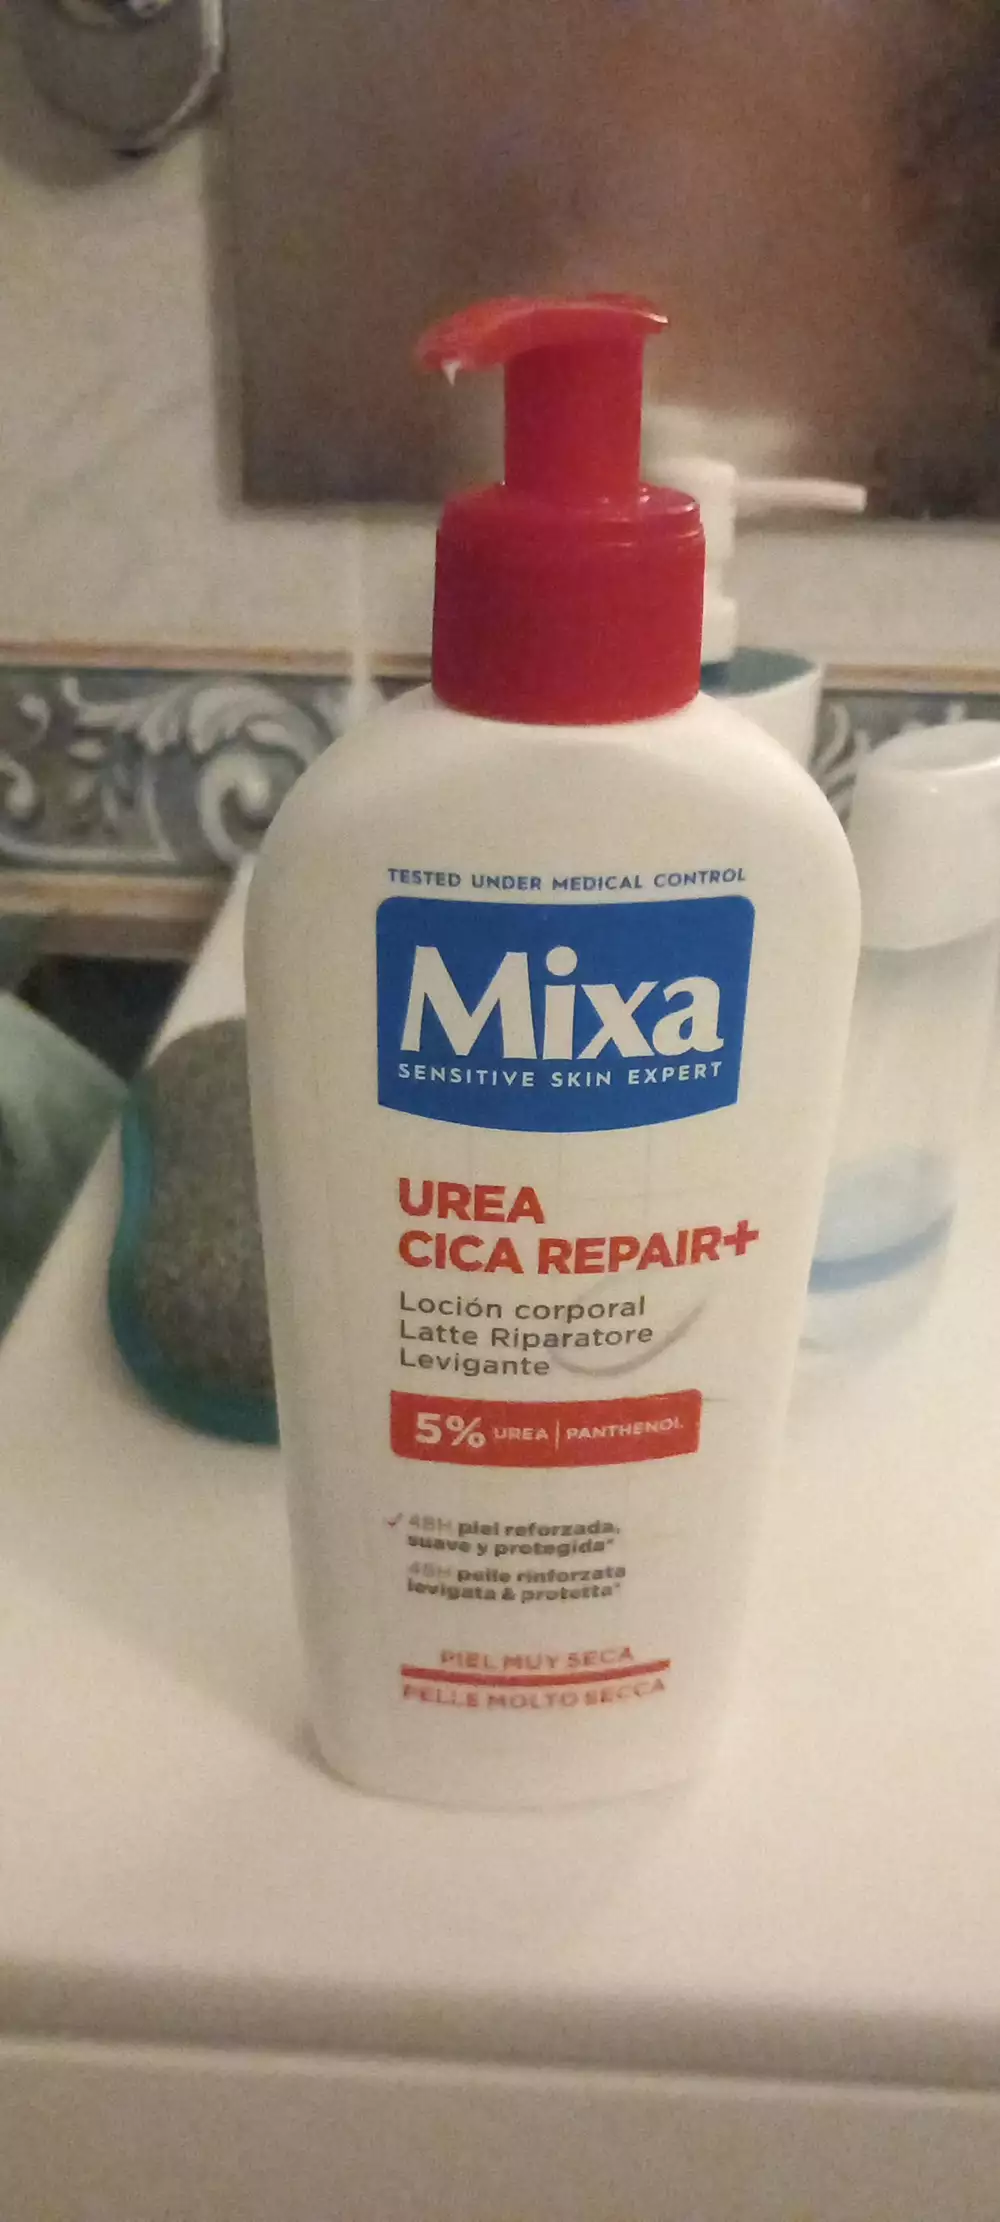 TESTED UNDER MEDICAL CONTROL
Mixa
SENSITIVE SKIN EXPERT
UREA
CICA REPAIR+
Loción corporal
Latte Riparatore
Levigante
5% UREA | PANTHENOL
48H piel reforzada,
suave y protegida*
48H pelle rinforzata
levigata & protetta*
PIEL MUY SECA
PELLE MOLTO SECCA